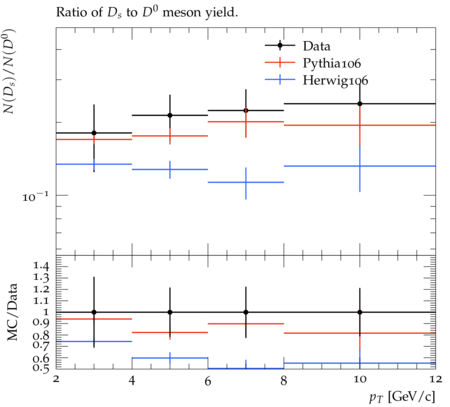 Ratio of Dₛ to D⁰ meson yield.
N(Dₛ)/N(D⁰)
Data
Pythia106
Herwig106
10⁻¹
MC/Data
1.4
1.3
1.2
1.1
1
0.9
0.8
0.7
0.6
0.5
2 4 6 8 10 12
p_T [GeV/c]